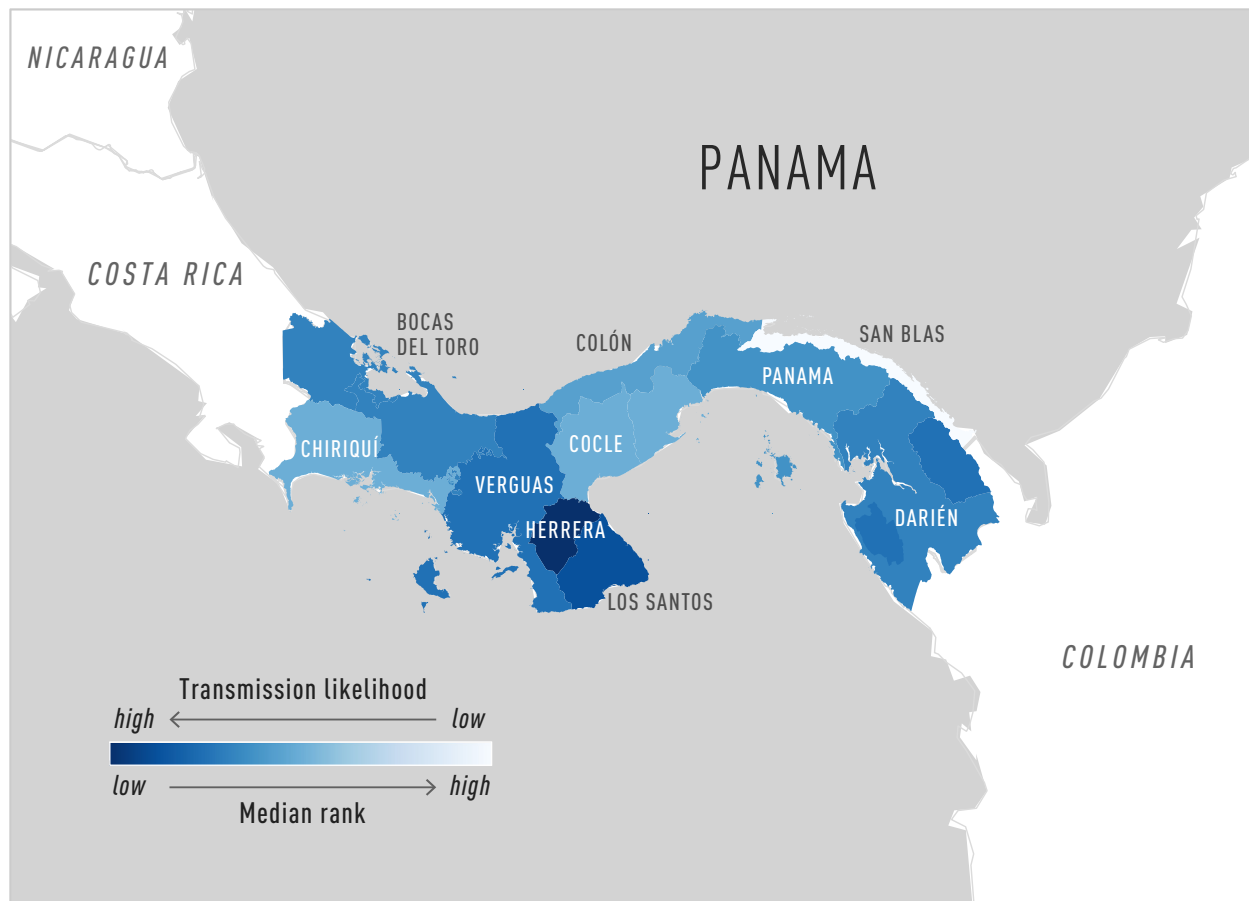 NICARAGUA
PANAMA
COSTA RICA
BOCAS
DEL TORO
COLÓN
SAN BLAS
PANAMA
CHIRIQUÍ
COCLE
VERGUAS
DARIÉN
HERRERA
LOS SANTOS
COLOMBIA
Transmission likelihood
high low
low high
Median rank